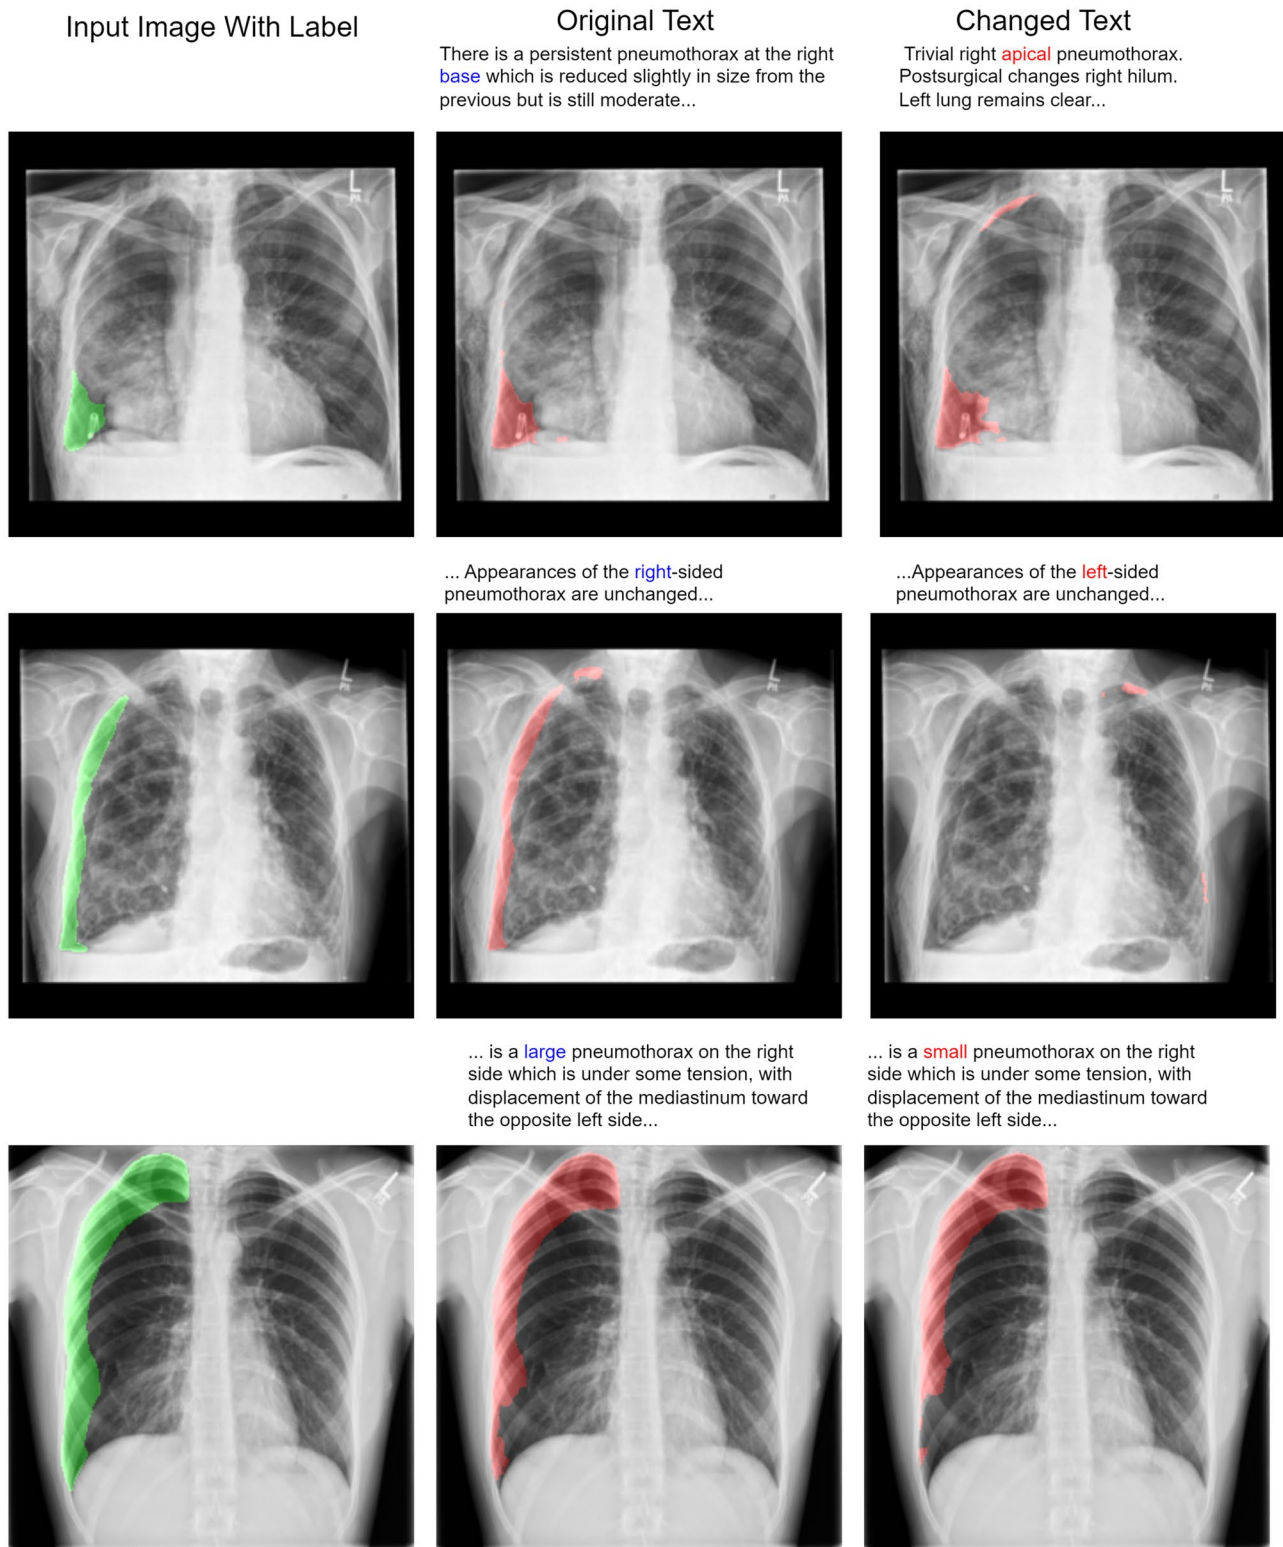 Input Image With Label
Original Text
Changed Text
There is a persistent pneumothorax at the right
base which is reduced slightly in size from the
previous but is still moderate...
Trivial right apical pneumothorax.
Postsurgical changes right hilum.
Left lung remains clear...
L
PA
L
PA
L
PA
... Appearances of the right-sided
pneumothorax are unchanged...
...Appearances of the left-sided
pneumothorax are unchanged...
L
L
L
... is a large pneumothorax on the right
side which is under some tension, with
displacement of the mediastinum toward
the opposite left side...
... is a small pneumothorax on the right
side which is under some tension, with
displacement of the mediastinum toward
the opposite left side...
L
L
L